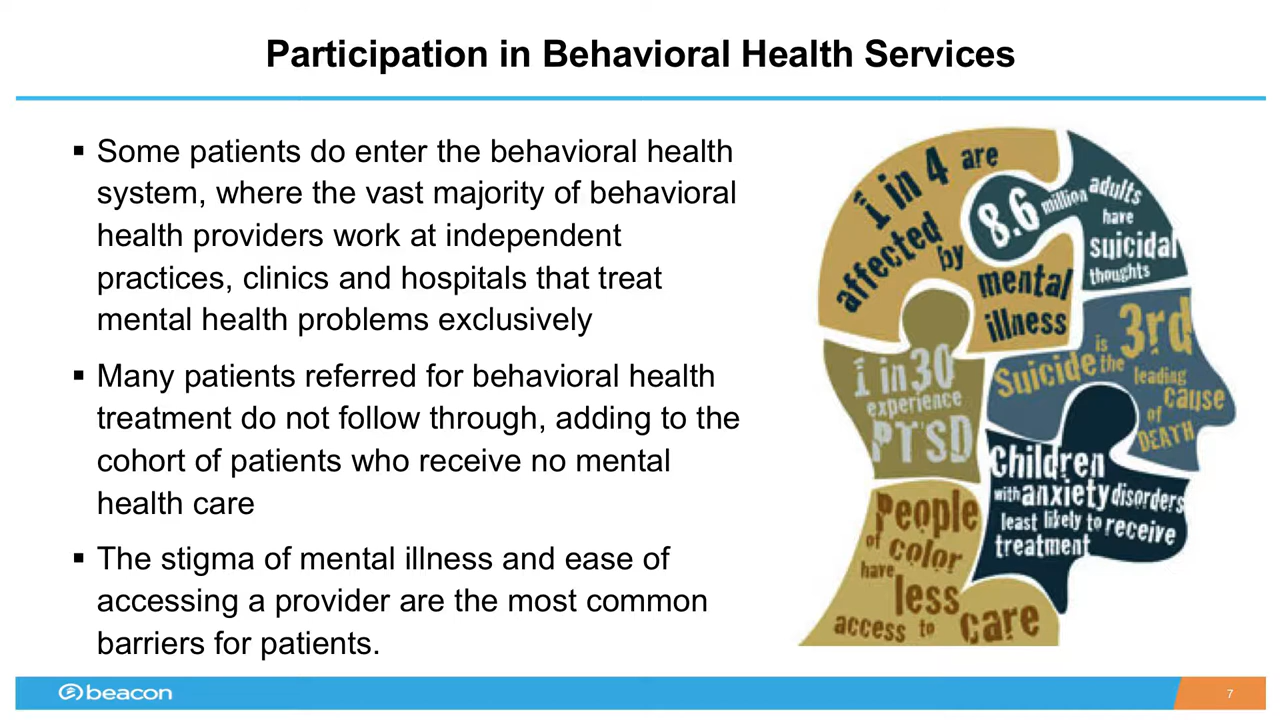 Participation in Behavioral Health Services
▪ Some patients do enter the behavioral health
system, where the vast majority of behavioral
health providers work at independent
practices, clinics and hospitals that treat
mental health problems exclusively
▪ Many patients referred for behavioral health
treatment do not follow through, adding to the
cohort of patients who receive no mental
health care
▪ The stigma of mental illness and ease of
accessing a provider are the most common
barriers for patients.
1 in 4 are
affected by
mental
illness
8.6 million adults
have
suicidal
thoughts
1 in 30
experience
PTSD
Suicide is the 3rd
leading
cause
of
DEATH
Children
with anxiety disorders
least likely to receive
treatment
People
of color
have
less
access to care
beacon
7